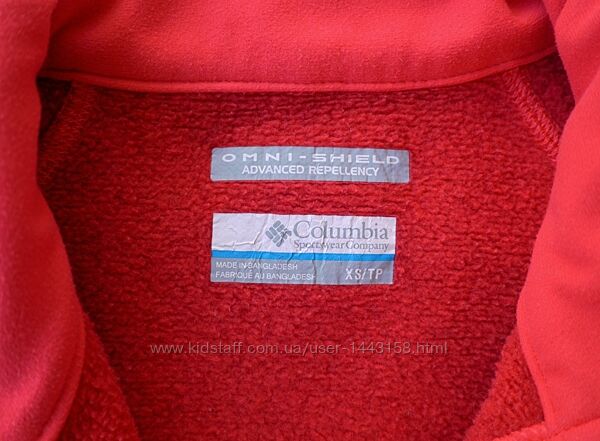 OMNI-SHIELD
ADVANCED REPELLENCY
Columbia
Sportswear Company
MADE IN BANGLADESH
FABRIQUE AU BANGLADESH
XS/TP
www.kidstaff.com.ua/user-1443158.html